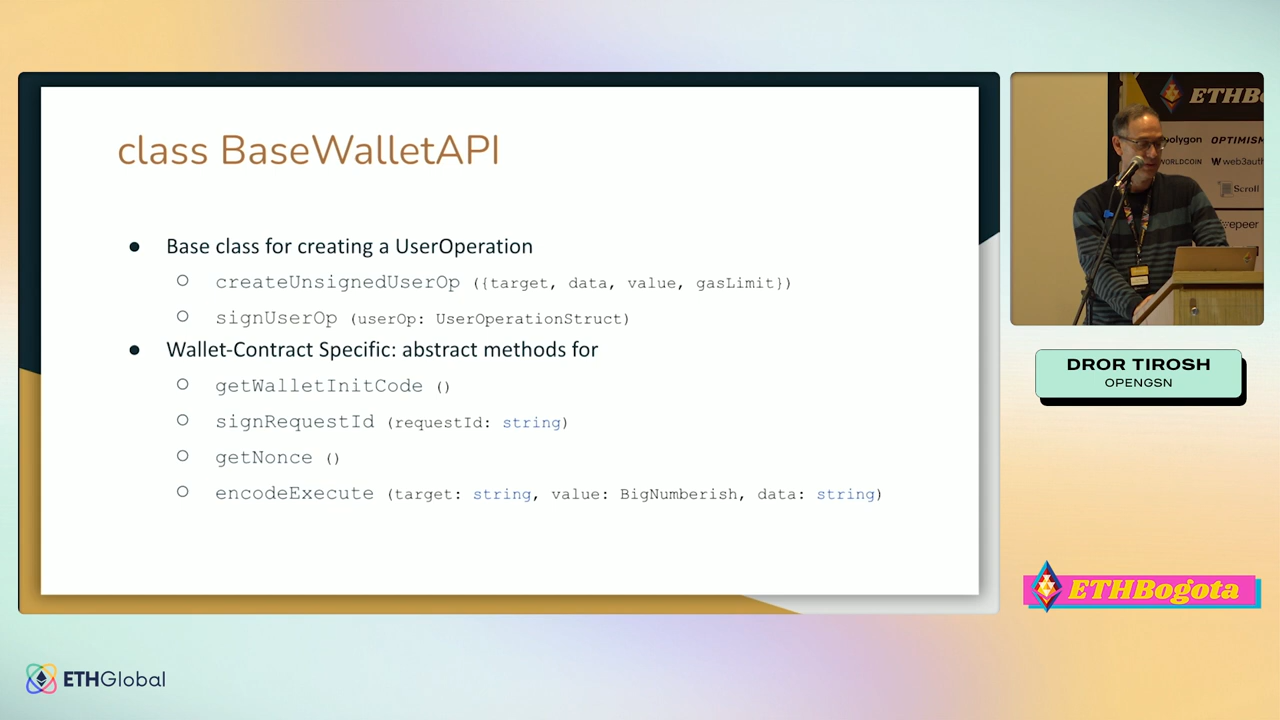 class BaseWalletAPI
● Base class for creating a UserOperation
○ createUnsignedUserOp ({target, data, value, gasLimit})
○ signUserOp (userOp: UserOperationStruct)
● Wallet-Contract Specific: abstract methods for
○ getWalletInitCode ()
○ signRequestId (requestId: string)
○ getNonce ()
○ encodeExecute (target: string, value: BigNumberish, data: string)
ETHB
polygon OPTIMISM
WORLDCOIN web3auth
Scroll
DROR TIROSH
OPENGSN
ETHBogota
ETHGlobal